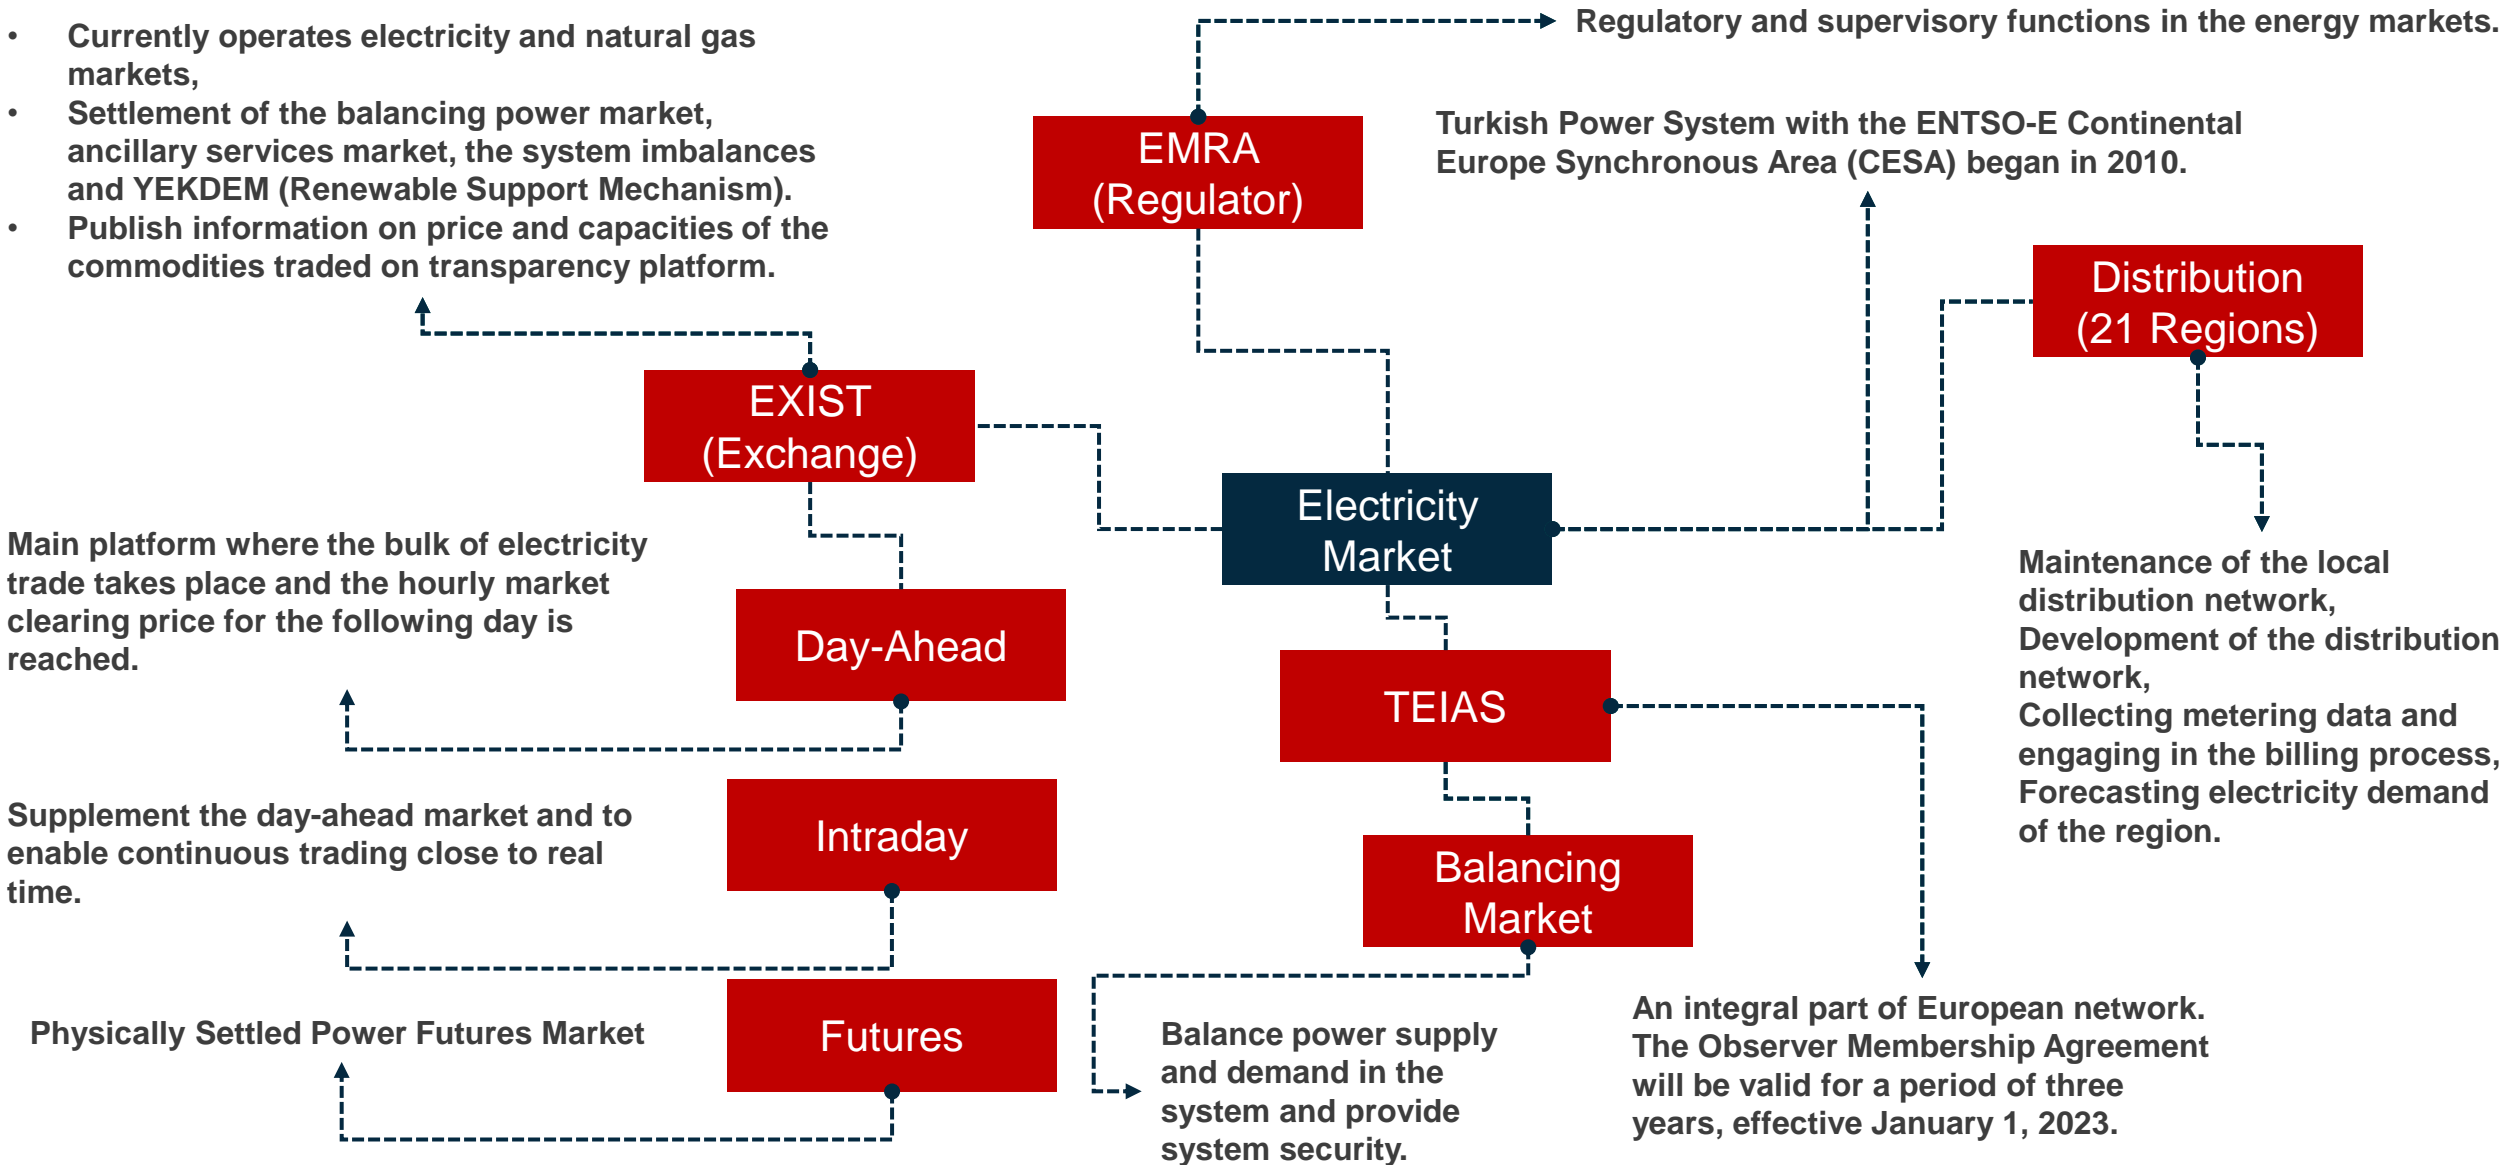 • Currently operates electricity and natural gas
markets,
• Settlement of the balancing power market,
ancillary services market, the system imbalances
and YEKDEM (Renewable Support Mechanism).
• Publish information on price and capacities of the
commodities traded on transparency platform.
Regulatory and supervisory functions in the energy markets.
EMRA
(Regulator)
Turkish Power System with the ENTSO-E Continental
Europe Synchronous Area (CESA) began in 2010.
Distribution
(21 Regions)
EXIST
(Exchange)
Electricity
Market
Main platform where the bulk of electricity
trade takes place and the hourly market
clearing price for the following day is
reached.
Day-Ahead
TEIAS
Maintenance of the local
distribution network,
Development of the distribution
network,
Collecting metering data and
engaging in the billing process,
Forecasting electricity demand
of the region.
Supplement the day-ahead market and to
enable continuous trading close to real
time.
Intraday
Balancing
Market
Physically Settled Power Futures Market
Futures
Balance power supply
and demand in the
system and provide
system security.
An integral part of European network.
The Observer Membership Agreement
will be valid for a period of three
years, effective January 1, 2023.